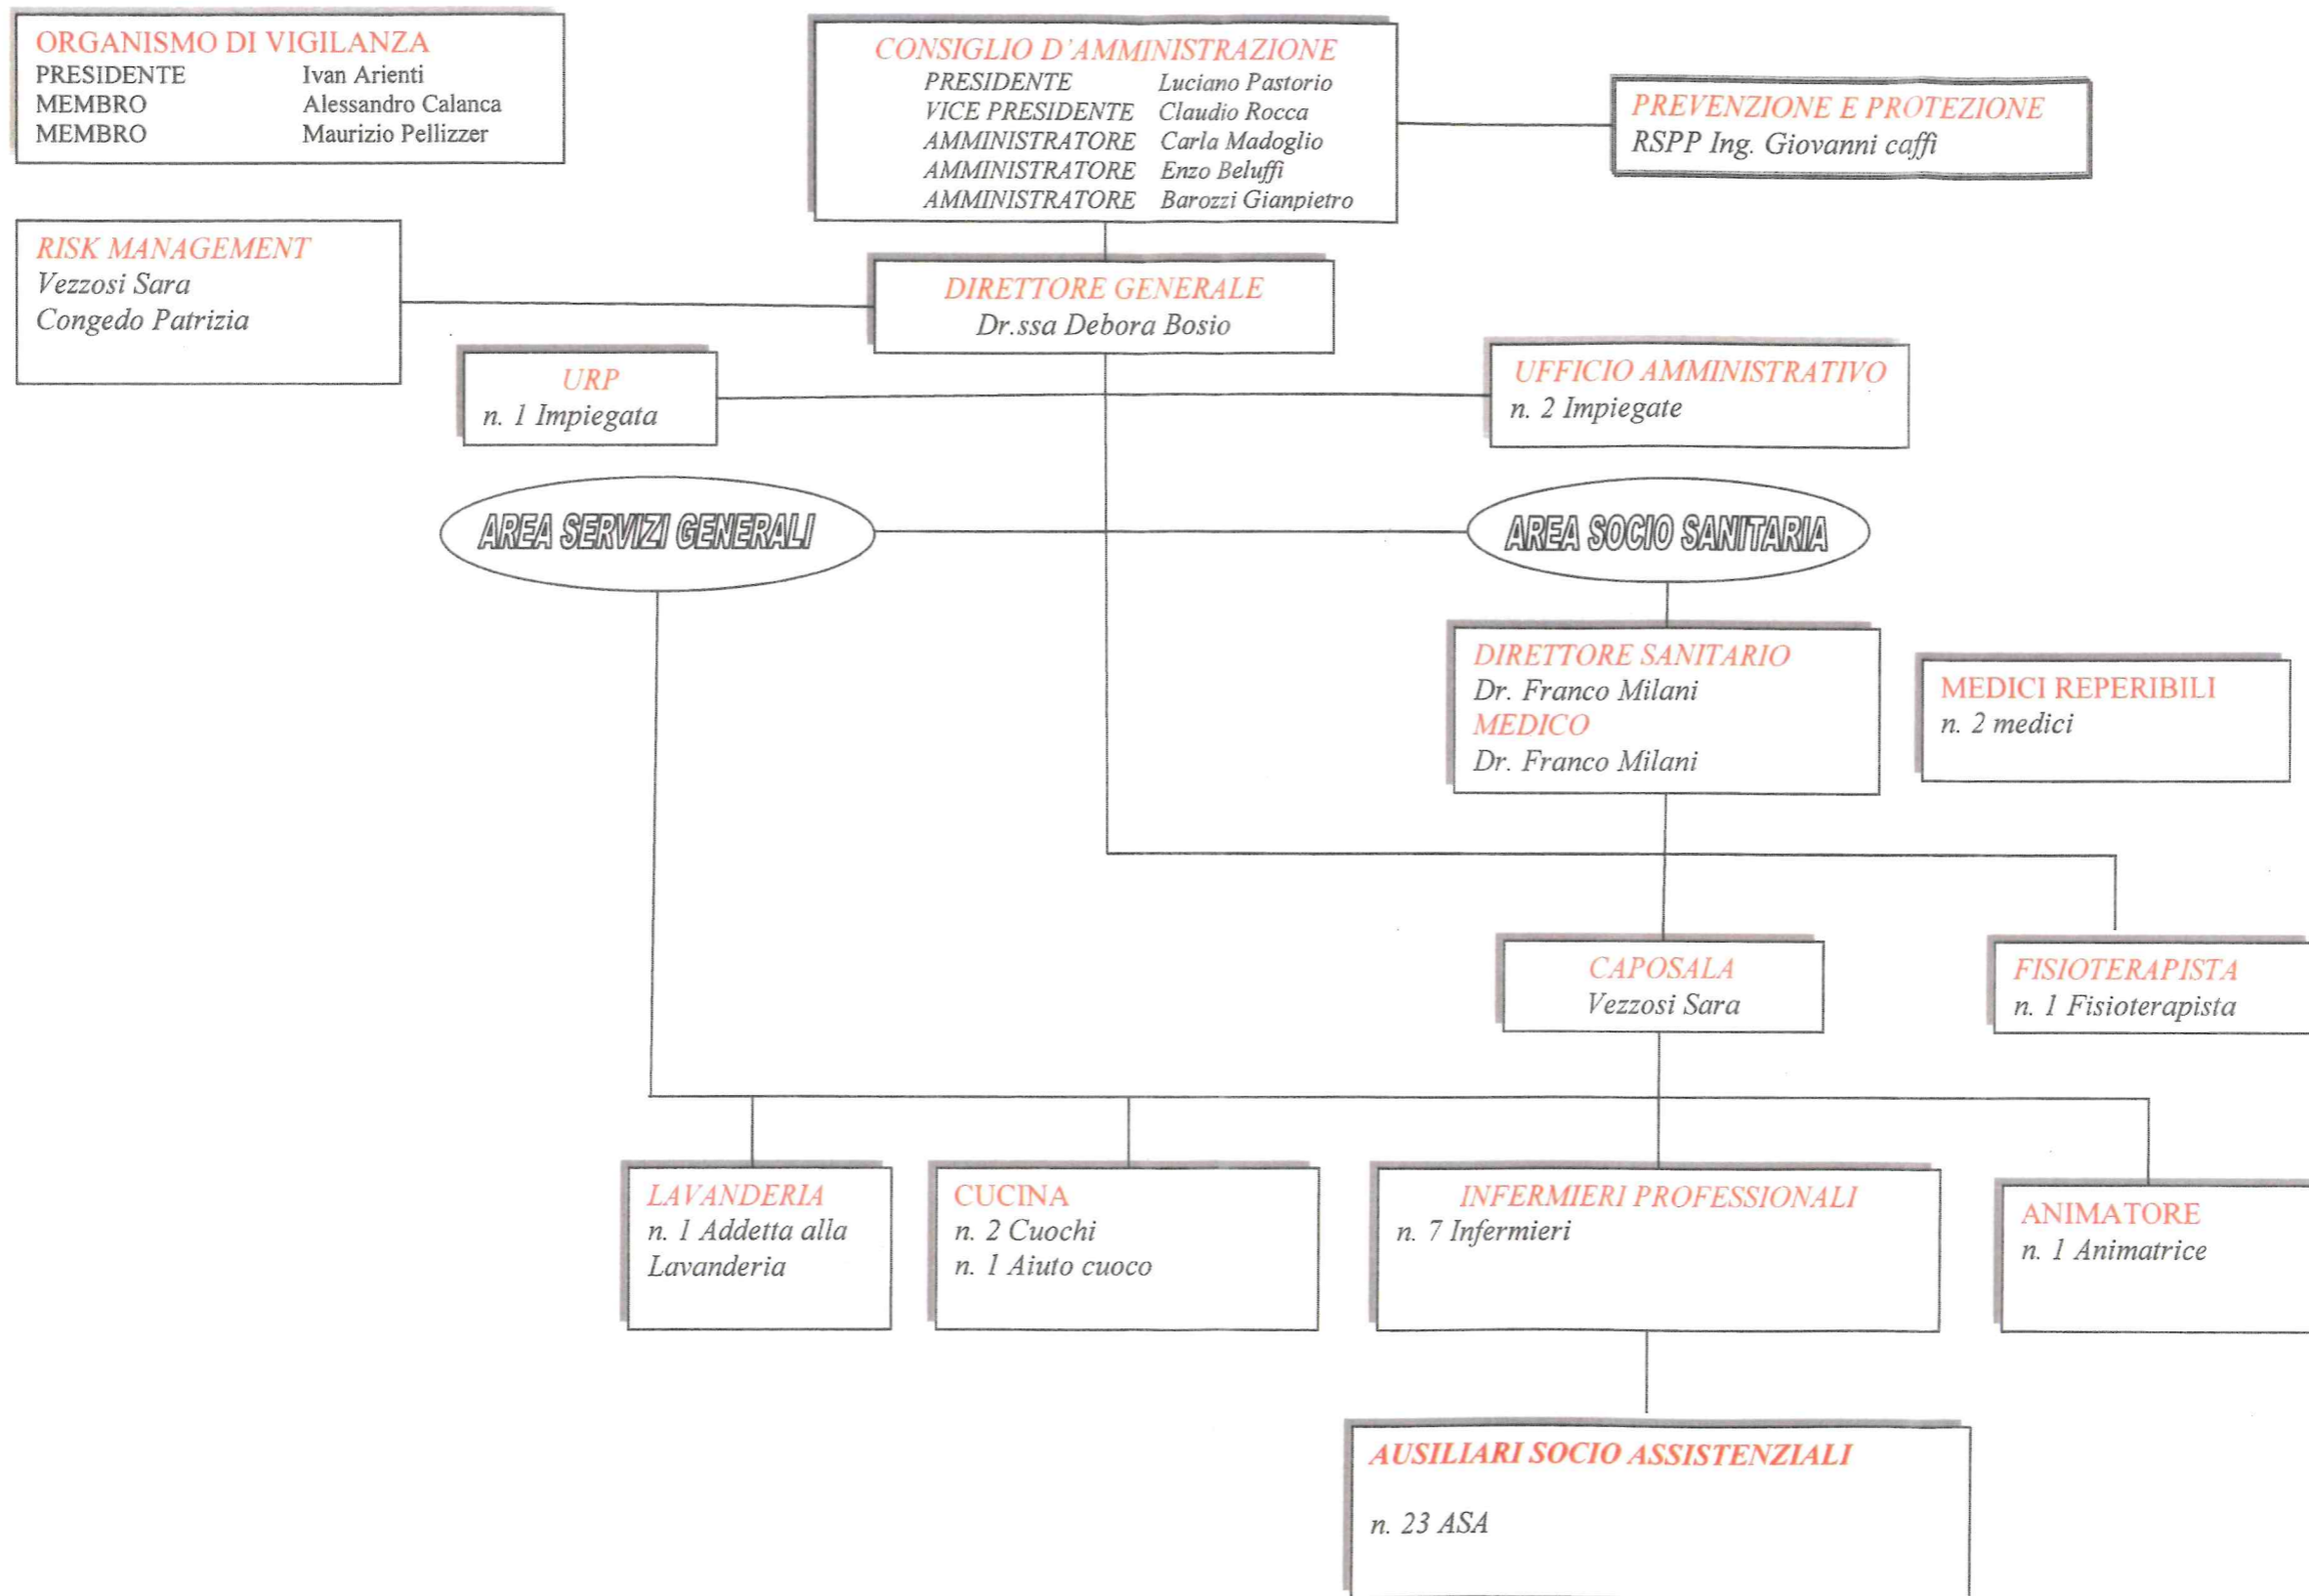 ORGANISMO DI VIGILANZA
PRESIDENTE Ivan Arienti
MEMBRO Alessandro Calanca
MEMBRO Maurizio Pellizzer
CONSIGLIO D'AMMINISTRAZIONE
PRESIDENTE Luciano Pastorio
VICE PRESIDENTE Claudio Rocca
AMMINISTRATORE Carla Madoglio
AMMINISTRATORE Enzo Beluffi
AMMINISTRATORE Barozzi Gianpietro
PREVENZIONE E PROTEZIONE
RSPP Ing. Giovanni caffi
RISK MANAGEMENT
Vezzosi Sara
Congedo Patrizia
DIRETTORE GENERALE
Dr.ssa Debora Bosio
URP
n. 1 Impiegata
UFFICIO AMMINISTRATIVO
n. 2 Impiegate
AREA SERVIZI GENERALI
AREA SOCIO SANITARIA
DIRETTORE SANITARIO
Dr. Franco Milani
MEDICO
Dr. Franco Milani
MEDICI REPERIBILI
n. 2 medici
CAPOSALA
Vezzosi Sara
FISIOTERAPISTA
n. 1 Fisioterapista
LAVANDERIA
n. 1 Addetta alla
Lavanderia
CUCINA
n. 2 Cuochi
n. 1 Aiuto cuoco
INFERMIERI PROFESSIONALI
n. 7 Infermieri
ANIMATORE
n. 1 Animatrice
AUSILIARI SOCIO ASSISTENZIALI
n. 23 ASA